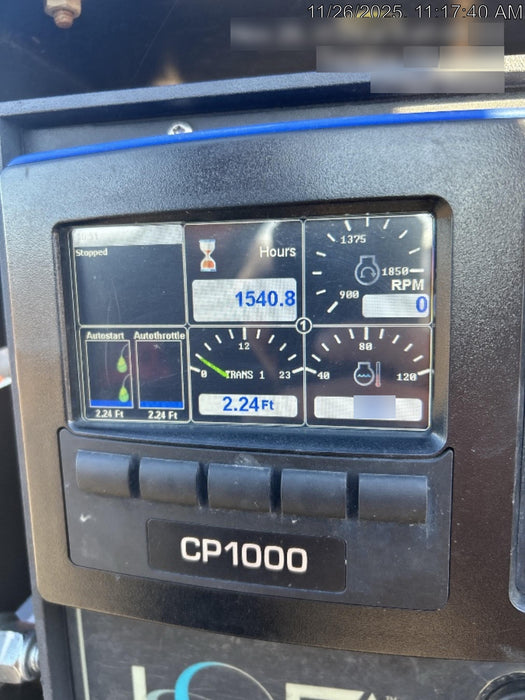 11/26/2025, 11:17:40 AM
Stopped
Hours
1540.8
1375
1850
900
RPM
0
1
Autostart
Autothrottle
2.24 Ft
2.24 Ft
12
0
TRANS 1
23
2.24 Ft
80
40
120
CP1000